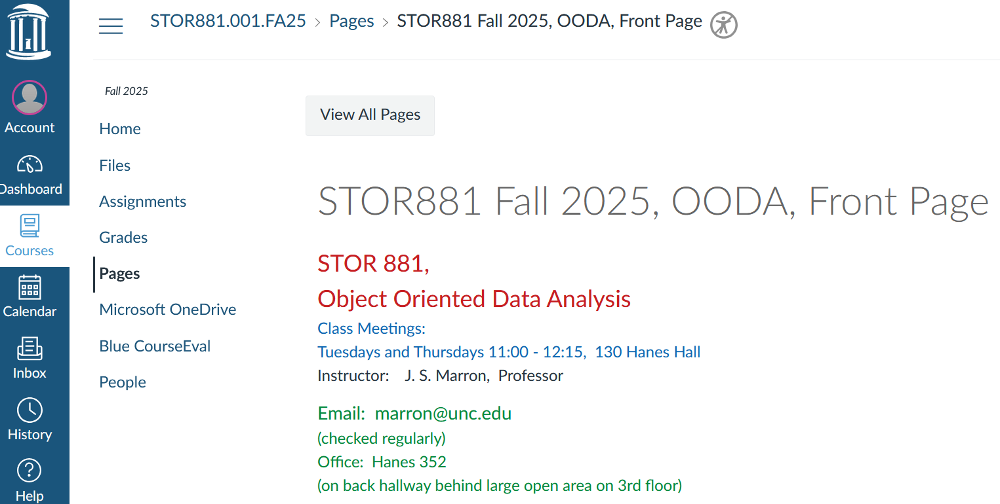 STOR881.001.FA25 > Pages > STOR881 Fall 2025, OODA, Front Page
Account
Dashboard
Courses
Calendar
Inbox
History
Help
Fall 2025
Home
Files
Assignments
Grades
Pages
Microsoft OneDrive
Blue CourseEval
People
View All Pages
STOR881 Fall 2025, OODA, Front Page
STOR 881,
Object Oriented Data Analysis
Class Meetings:
Tuesdays and Thursdays 11:00 - 12:15, 130 Hanes Hall
Instructor: J. S. Marron, Professor
Email: marron@unc.edu
(checked regularly)
Office: Hanes 352
(on back hallway behind large open area on 3rd floor)